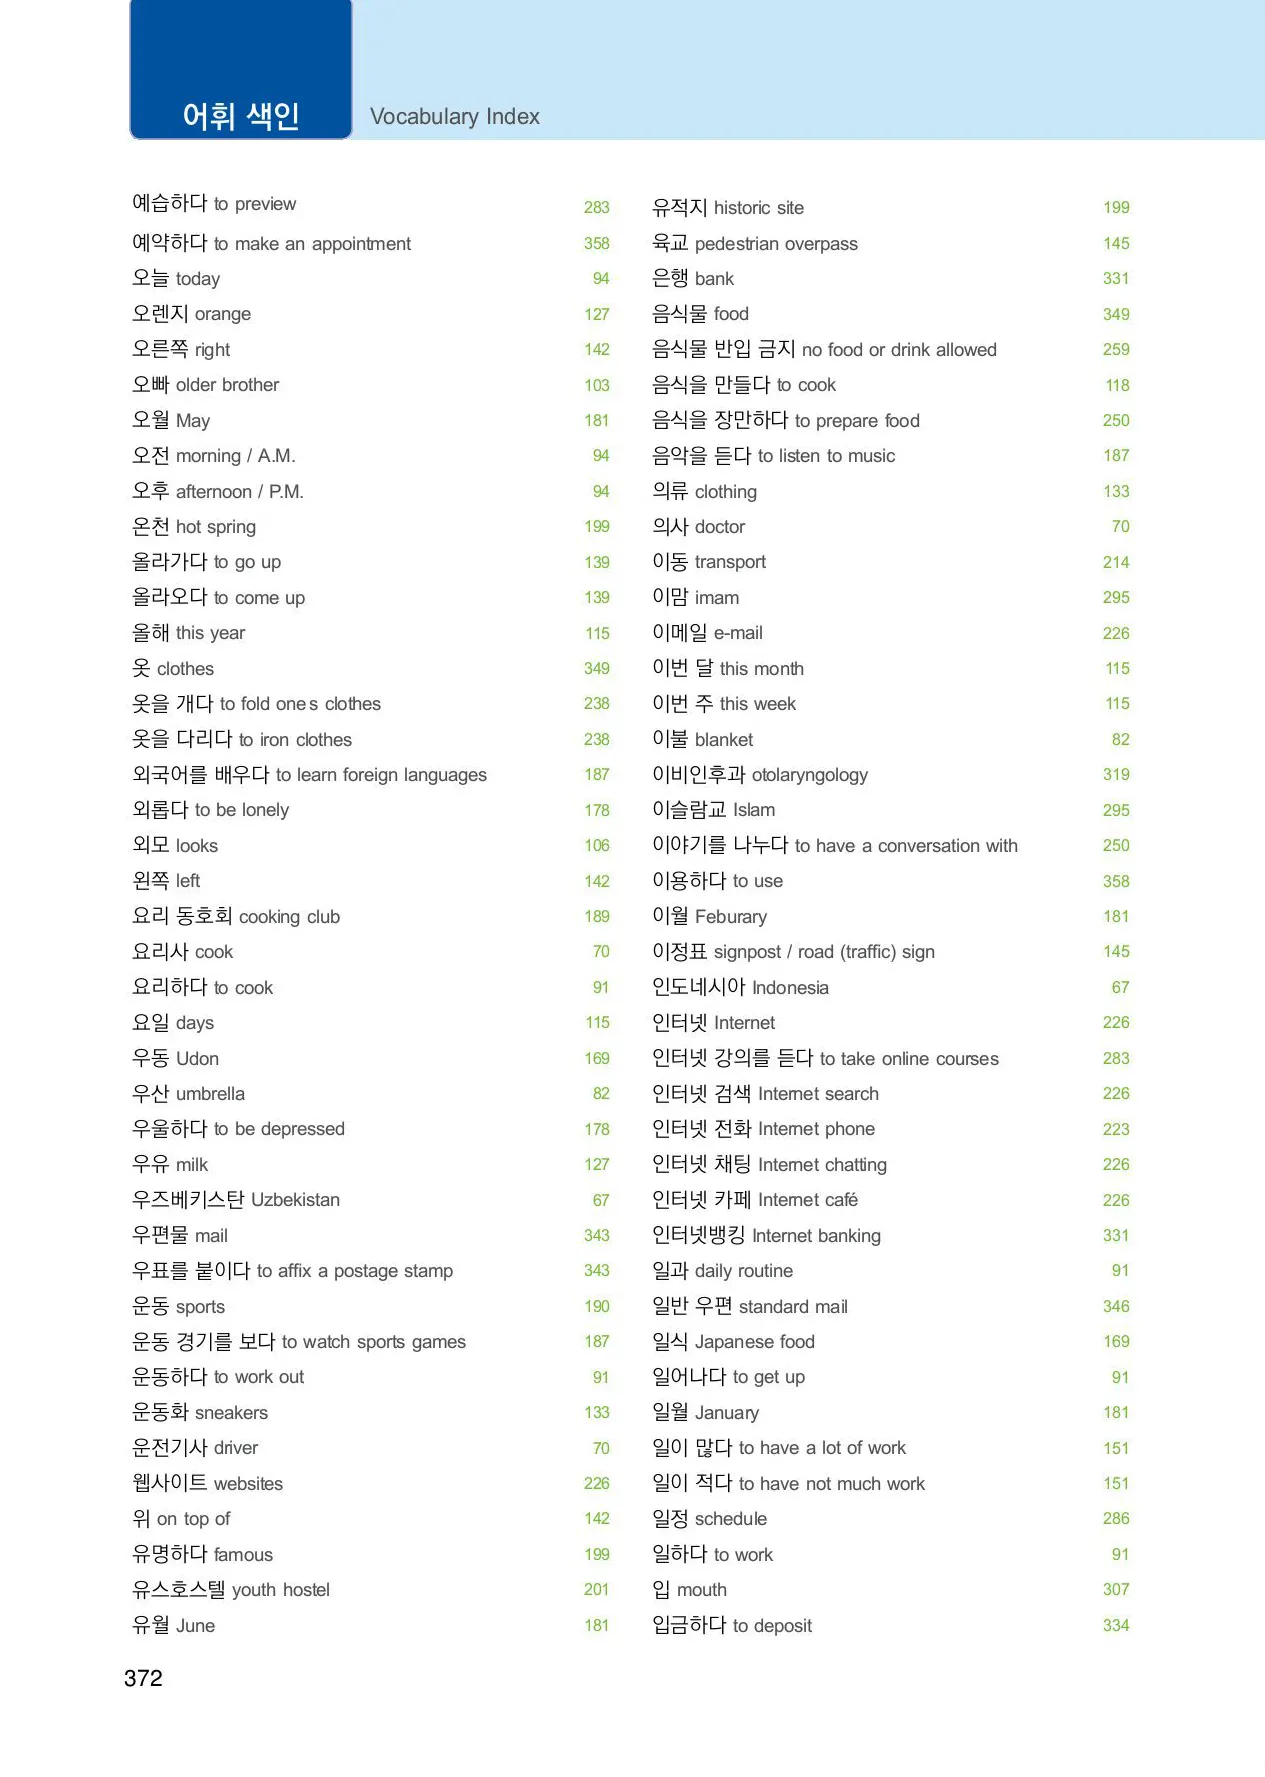 어휘 색인 Vocabulary Index
예습하다 to preview 283
예약하다 to make an appointment 358
오늘 today 94
오렌지 orange 127
오른쪽 right 142
오빠 older brother 103
오월 May 181
오전 morning / A.M. 94
오후 afternoon / P.M. 94
온천 hot spring 199
올라가다 to go up 139
올라오다 to come up 139
올해 this year 115
옷 clothes 349
옷을 개다 to fold one s clothes 238
옷을 다리다 to iron clothes 238
외국어를 배우다 to learn foreign languages 187
외롭다 to be lonely 178
외모 looks 106
왼쪽 left 142
요리 동호회 cooking club 189
요리사 cook 70
요리하다 to cook 91
요일 days 115
우동 Udon 169
우산 umbrella 82
우울하다 to be depressed 178
우유 milk 127
우즈베키스탄 Uzbekistan 67
우편물 mail 343
우표를 붙이다 to affix a postage stamp 343
운동 sports 190
운동 경기를 보다 to watch sports games 187
운동하다 to work out 91
운동화 sneakers 133
운전기사 driver 70
웹사이트 websites 226
위 on top of 142
유명하다 famous 199
유스호스텔 youth hostel 201
유월 June 181
유적지 historic site 199
육교 pedestrian overpass 145
은행 bank 331
음식물 food 349
음식물 반입 금지 no food or drink allowed 259
음식을 만들다 to cook 118
음식을 장만하다 to prepare food 250
음악을 듣다 to listen to music 187
의류 clothing 133
의사 doctor 70
이동 transport 214
이맘 imam 295
이메일 e-mail 226
이번 달 this month 115
이번 주 this week 115
이불 blanket 82
이비인후과 otolaryngology 319
이슬람교 Islam 295
이야기를 나누다 to have a conversation with 250
이용하다 to use 358
이월 Feburary 181
이정표 signpost / road (traffic) sign 145
인도네시아 Indonesia 67
인터넷 Internet 226
인터넷 강의를 듣다 to take online courses 283
인터넷 검색 Internet search 226
인터넷 전화 Internet phone 223
인터넷 채팅 Internet chatting 226
인터넷 카페 Internet café 226
인터넷뱅킹 Internet banking 331
일과 daily routine 91
일반 우편 standard mail 346
일식 Japanese food 169
일어나다 to get up 91
일월 January 181
일이 많다 to have a lot of work 151
일이 적다 to have not much work 151
일정 schedule 286
일하다 to work 91
입 mouth 307
입금하다 to deposit 334
372